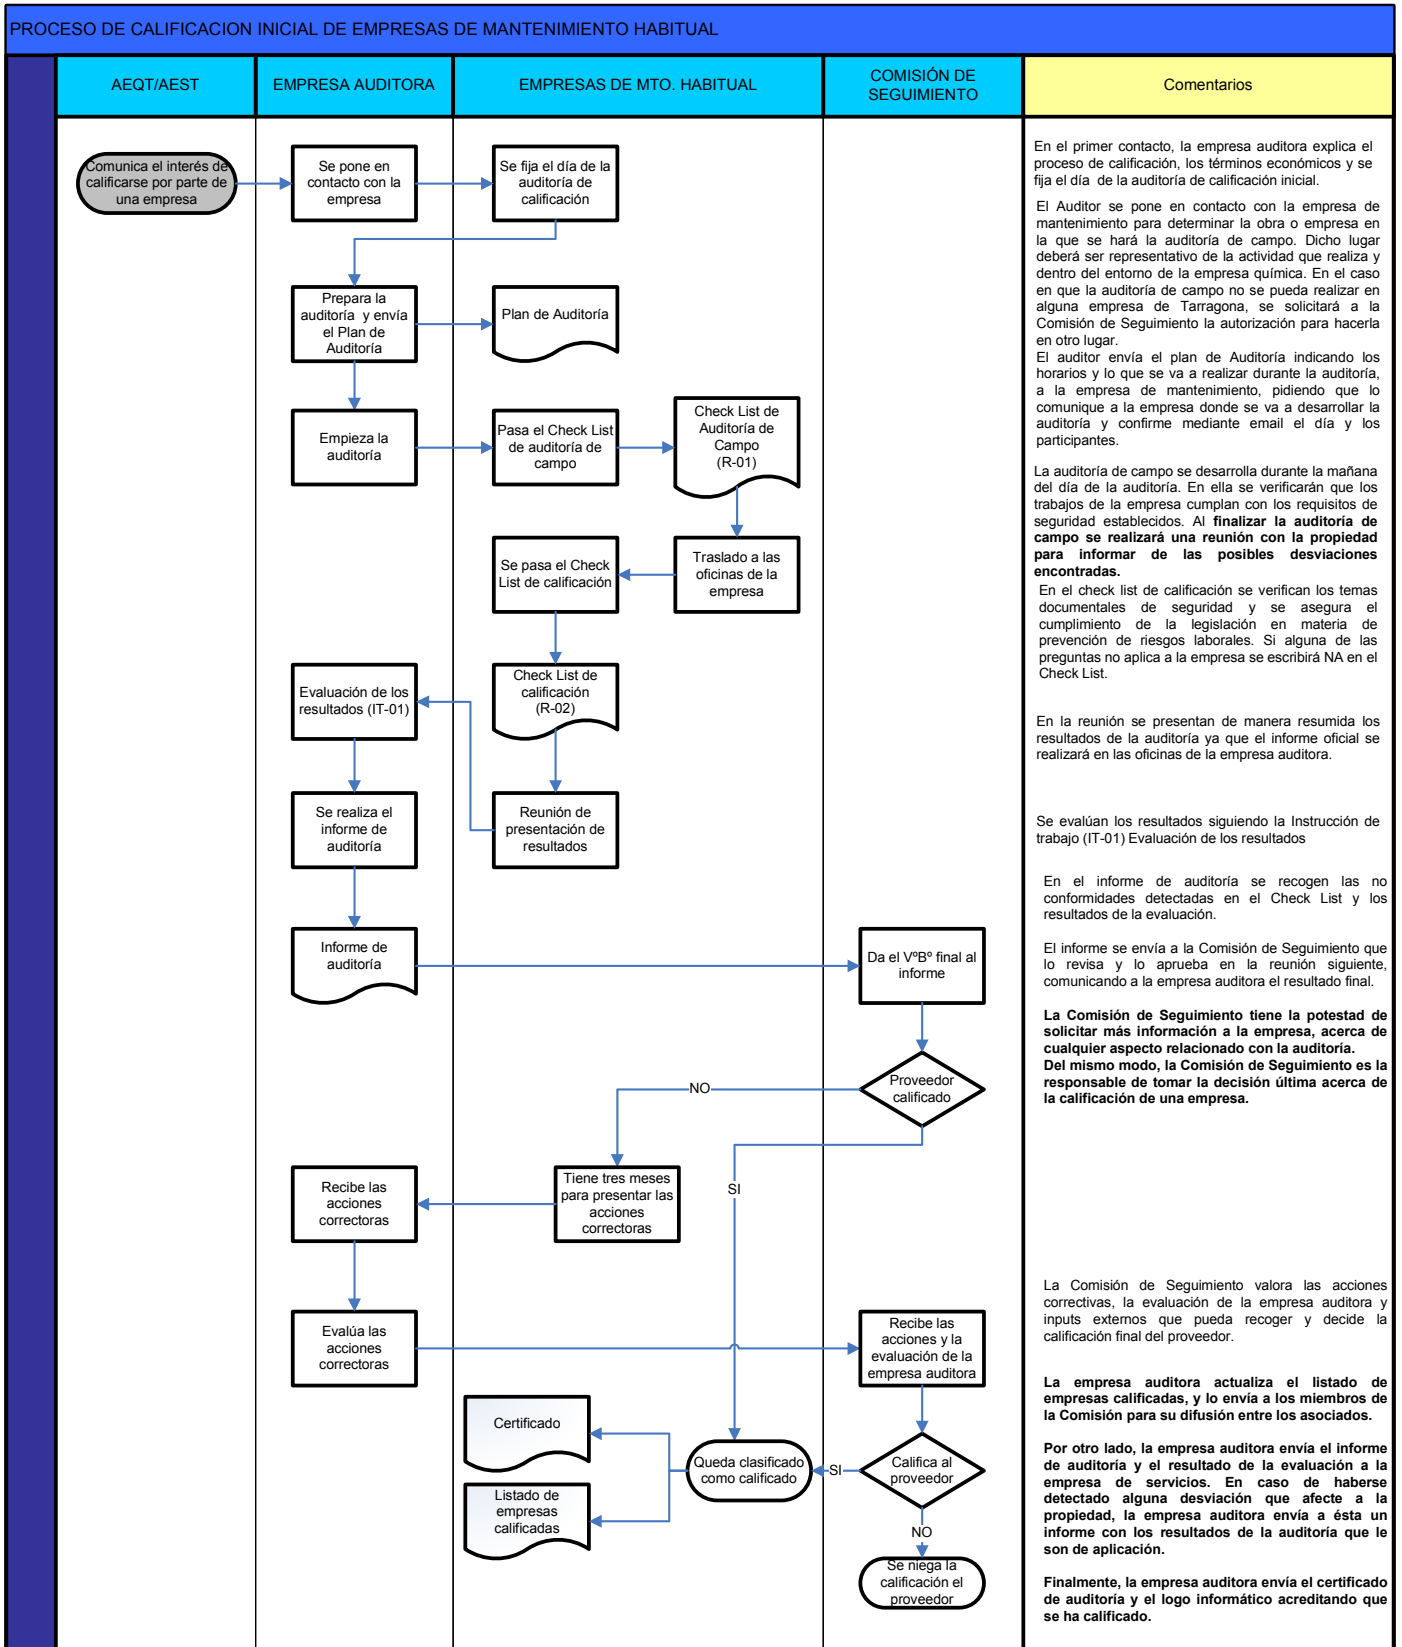 PROCESO DE CALIFICACION INICIAL DE EMPRESAS DE MANTENIMIENTO HABITUAL
AEQT/AEST
EMPRESA AUDITORA
EMPRESAS DE MTO. HABITUAL
COMISIÓN DE
SEGUIMIENTO
Comentarios
Comunica el interés de
calificarse por parte de
una empresa
Se pone en
contacto con la
empresa
Se fija el día de la
auditoría de
calificación
Prepara la
auditoría y envía
el Plan de
Auditoría
Plan de Auditoría
Empieza la
auditoría
Pasa el Check List
de auditoría de
campo
Check List de
Auditoría de
Campo
(R-01)
Traslado a las
oficinas de la
empresa
Se pasa el Check
List de calificación
Check List de
calificación
(R-02)
Evaluación de los
resultados (IT-01)
Reunión de
presentación de
resultados
Se realiza el
informe de
auditoría
Informe de
auditoría
Da el VºBº final al
informe
Proveedor
calificado
NO
SI
Tiene tres meses
para presentar las
acciones
correctoras
Recibe las
acciones
correctoras
Evalúa las
acciones
correctoras
Recibe las
acciones y la
evaluación de la
empresa auditora
Certificado
Listado de
empresas
calificadas
Queda clasificado
como calificado
SI
Califica al
proveedor
NO
Se niega la
calificación el
proveedor
En el primer contacto, la empresa auditora explica el
proceso de calificación, los términos económicos y se
fija el día de la auditoría de calificación inicial.
El Auditor se pone en contacto con la empresa de
mantenimiento para determinar la obra o empresa en
la que se hará la auditoría de campo. Dicho lugar
deberá ser representativo de la actividad que realiza y
dentro del entorno de la empresa química. En el caso
en que la auditoría de campo no se pueda realizar en
alguna empresa de Tarragona, se solicitará a la
Comisión de Seguimiento la autorización para hacerla
en otro lugar.
El auditor envía el plan de Auditoría indicando los
horarios y lo que se va a realizar durante la auditoría,
a la empresa de mantenimiento, pidiendo que lo
comunique a la empresa donde se va a desarrollar la
auditoría y confirme mediante email el día y los
participantes.
La auditoría de campo se desarrolla durante la mañana
del día de la auditoría. En ella se verificarán que los
trabajos de la empresa cumplan con los requisitos de
seguridad establecidos. Al finalizar la auditoría de
campo se realizará una reunión con la propiedad
para informar de las posibles desviaciones
encontradas.
En el check list de calificación se verifican los temas
documentales de seguridad y se asegura el
cumplimiento de la legislación en materia de
prevención de riesgos laborales. Si alguna de las
preguntas no aplica a la empresa se escribirá NA en el
Check List.
En la reunión se presentan de manera resumida los
resultados de la auditoría ya que el informe oficial se
realizará en las oficinas de la empresa auditora.
Se evalúan los resultados siguiendo la Instrucción de
trabajo (IT-01) Evaluación de los resultados
En el informe de auditoría se recogen las no
conformidades detectadas en el Check List y los
resultados de la evaluación.
El informe se envía a la Comisión de Seguimiento que
lo revisa y lo aprueba en la reunión siguiente,
comunicando a la empresa auditora el resultado final.
La Comisión de Seguimiento tiene la potestad de
solicitar más información a la empresa, acerca de
cualquier aspecto relacionado con la auditoría.
Del mismo modo, la Comisión de Seguimiento es la
responsable de tomar la decisión última acerca de
la calificación de una empresa.
La Comisión de Seguimiento valora las acciones
correctivas, la evaluación de la empresa auditora y
inputs externos que pueda recoger y decide la
calificación final del proveedor.
La empresa auditora actualiza el listado de
empresas calificadas, y lo envía a los miembros de
la Comisión para su difusión entre los asociados.
Por otro lado, la empresa auditora envía el informe
de auditoría y el resultado de la evaluación a la
empresa de servicios. En caso de haberse
detectado alguna desviación que afecte a la
propiedad, la empresa auditora envía a ésta un
informe con los resultados de la auditoría que le
son de aplicación.
Finalmente, la empresa auditora envía el certificado
de auditoría y el logo informático acreditando que
se ha calificado.